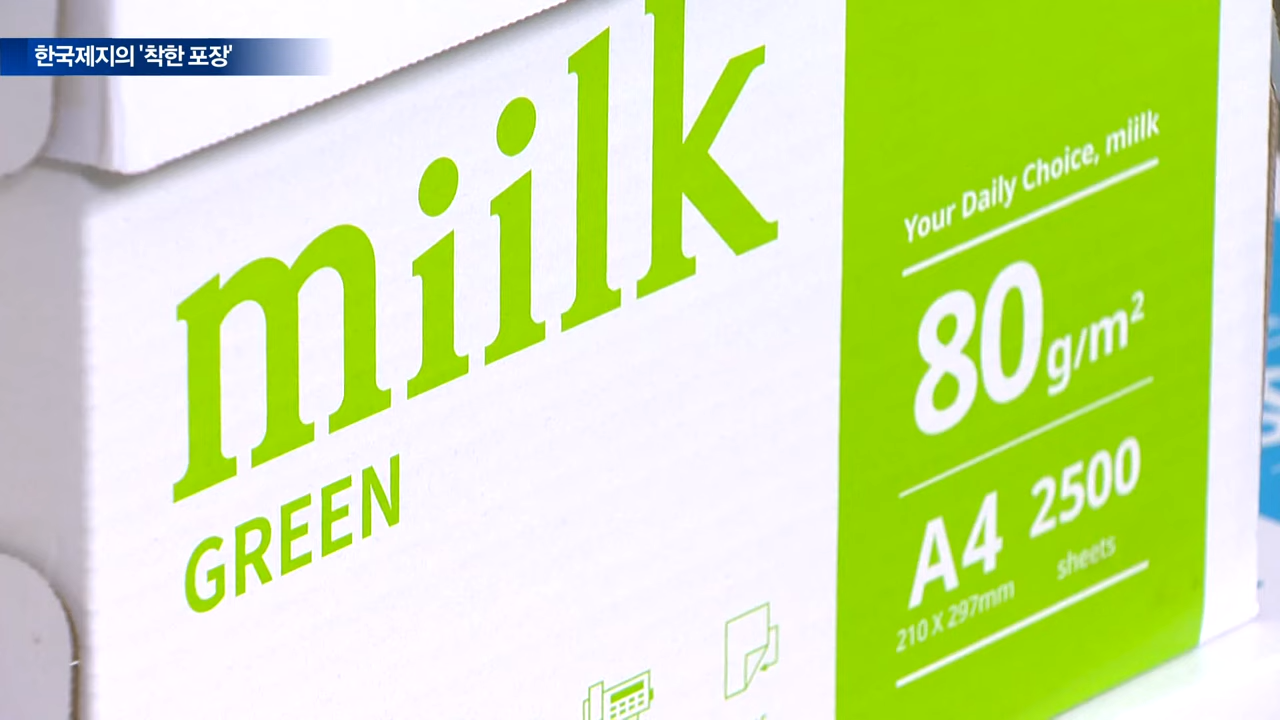 한국제지의 '착한 포장'
miilk
GREEN
Your Daily Choice, miilk
80g/m²
A4 2500
210 X 297mm sheets